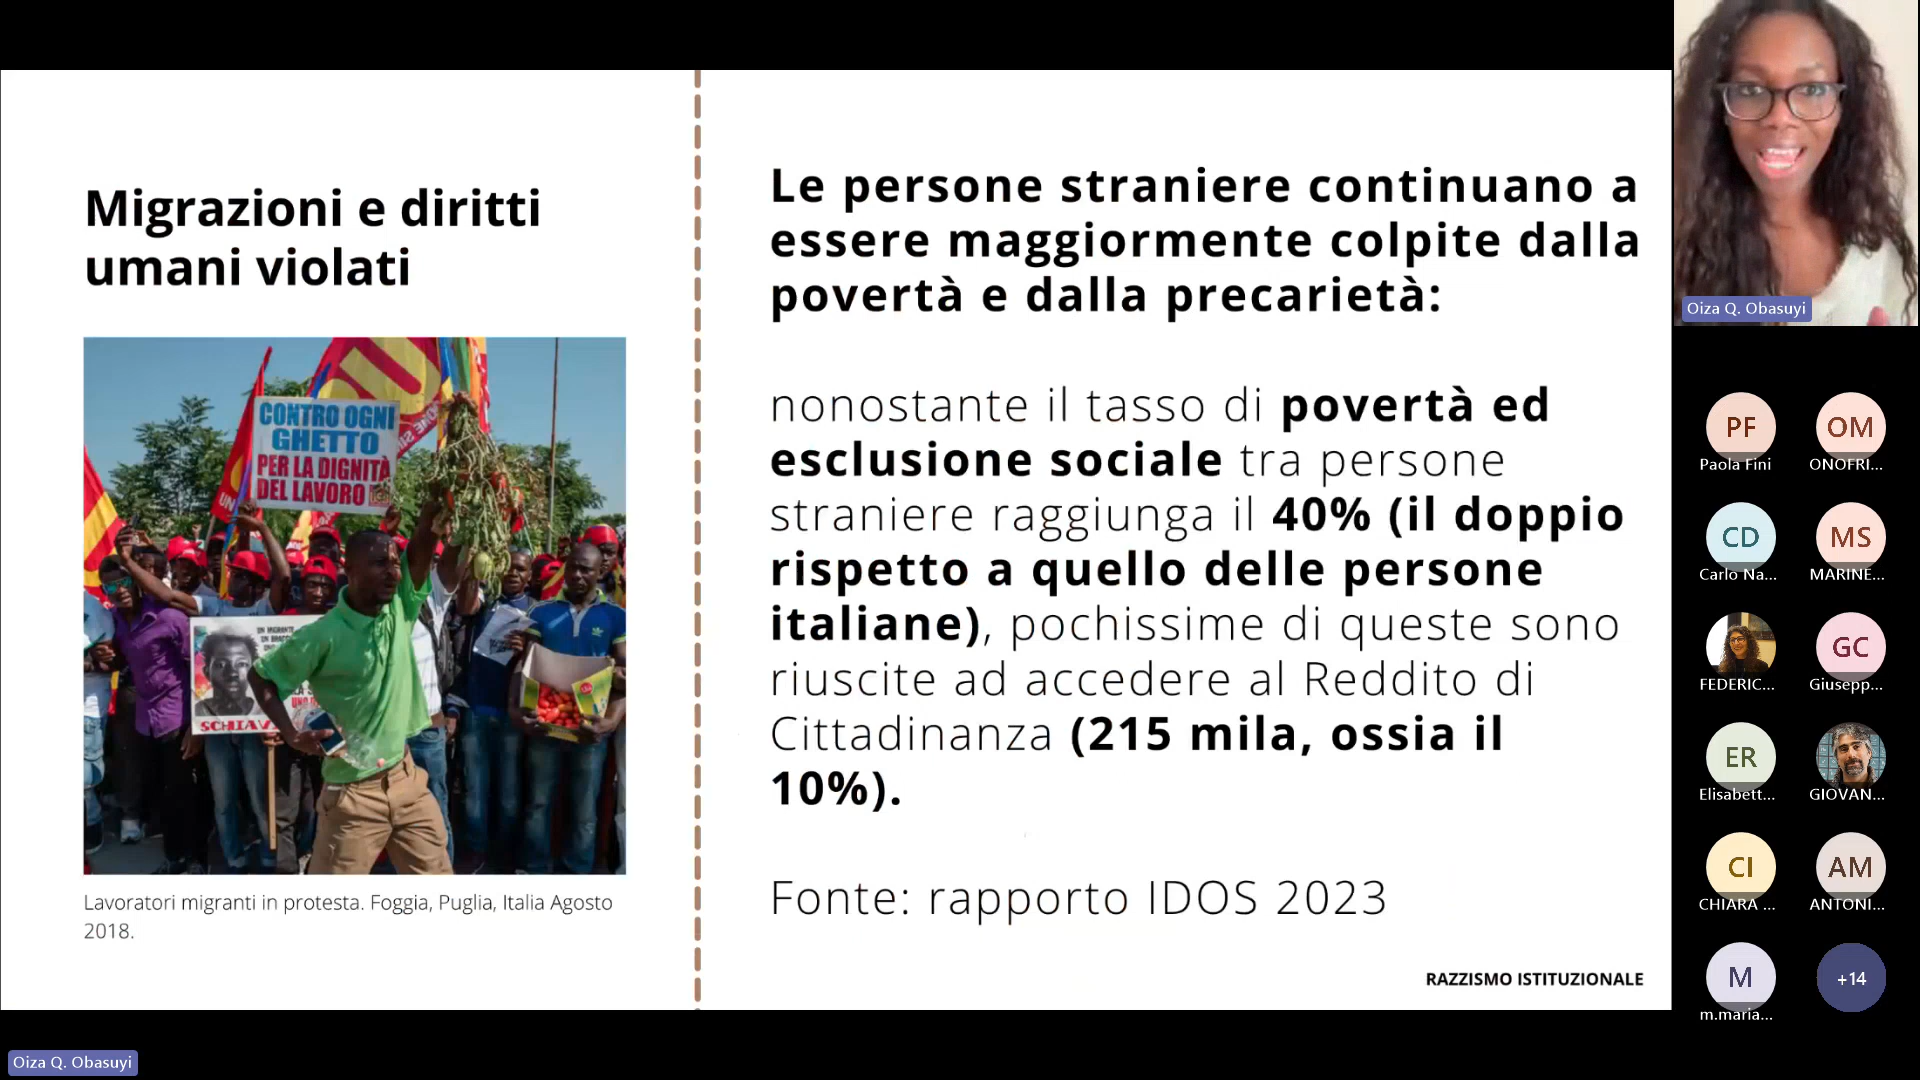 Migrazioni e diritti
umani violati
CONTRO OGNI
GHETTO
PER LA DIGNITÀ
DEL LAVORO
UN MIGRANTE
SCHIAV
Lavoratori migranti in protesta. Foggia, Puglia, Italia Agosto
2018.
Le persone straniere continuano a
essere maggiormente colpite dalla
povertà e dalla precarietà:
nonostante il tasso di povertà ed
esclusione sociale tra persone
straniere raggiunga il 40% (il doppio
rispetto a quello delle persone
italiane), pochissime di queste sono
riuscite ad accedere al Reddito di
Cittadinanza (215 mila, ossia il
10%).
Fonte: rapporto IDOS 2023
RAZZISMO ISTITUZIONALE
Oiza Q. Obasuyi
PF
Paola Fini
OM
ONOFRI...
CD
Carlo Na...
MS
MARINE...
FEDERIC...
GC
Giusepp...
ER
Elisabett...
GIOVAN...
CI
CHIARA ...
AM
ANTONI...
M
m.maria...
+14
Oiza Q. Obasuyi